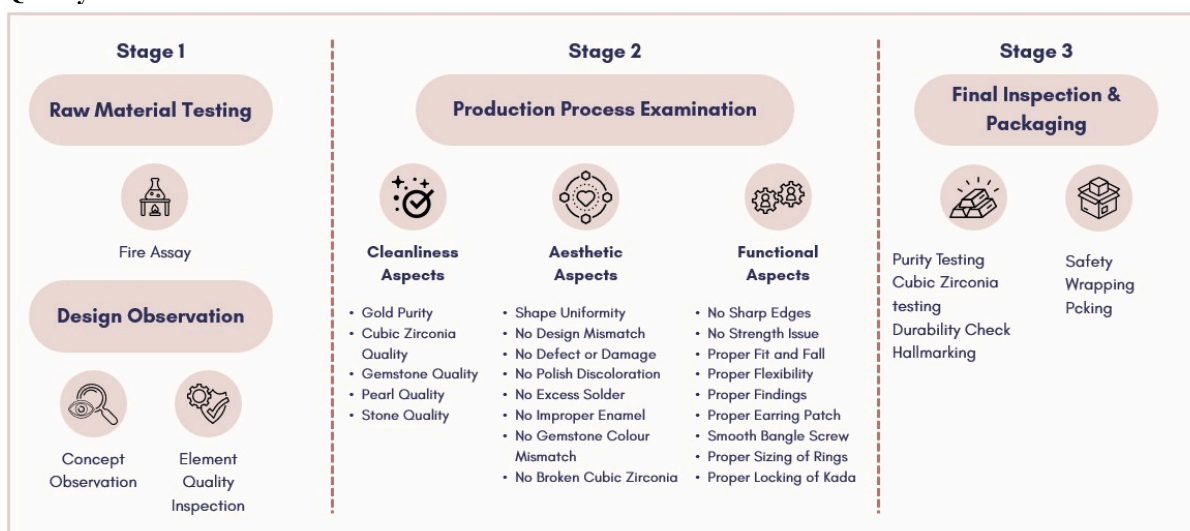 Stage 1
Raw Material Testing
Fire Assay
Design Observation
Concept
Observation
Element
Quality
Inspection
Stage 2
Production Process Examination
Cleanliness
Aspects
• Gold Purity
• Cubic Zirconia
Quality
• Gemstone Quality
• Pearl Quality
• Stone Quality
Aesthetic
Aspects
• Shape Uniformity
• No Design Mismatch
• No Defect or Damage
• No Polish Discoloration
• No Excess Solder
• No Improper Enamel
• No Gemstone Colour
Mismatch
• No Broken Cubic Zirconia
Functional
Aspects
• No Sharp Edges
• No Strength Issue
• Proper Fit and Fall
• Proper Flexibility
• Proper Findings
• Proper Earring Patch
• Smooth Bangle Screw
• Proper Sizing of Rings
• Proper Locking of Kada
Stage 3
Final Inspection &
Packaging
Purity Testing
Cubic Zirconia
testing
Durability Check
Hallmarking
Safety
Wrapping
Pcking